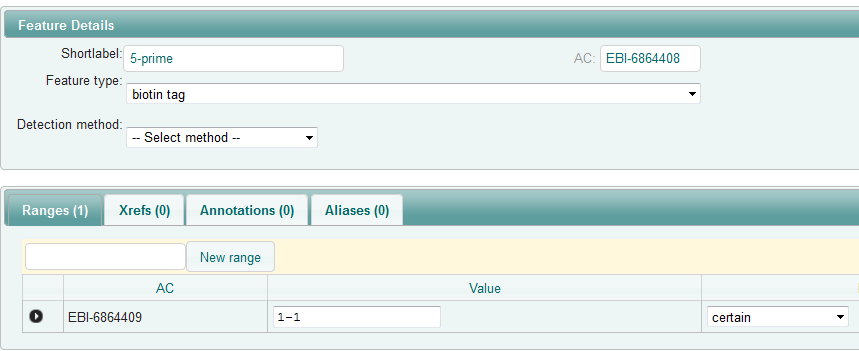 Feature Details
Shortlabel: 5-prime AC: EBI-6864408
Feature type: biotin tag
Detection method: -- Select method --
Ranges (1) Xrefs (0) Annotations (0) Aliases (0)
New range
AC Value
EBI-6864409 1-1 certain